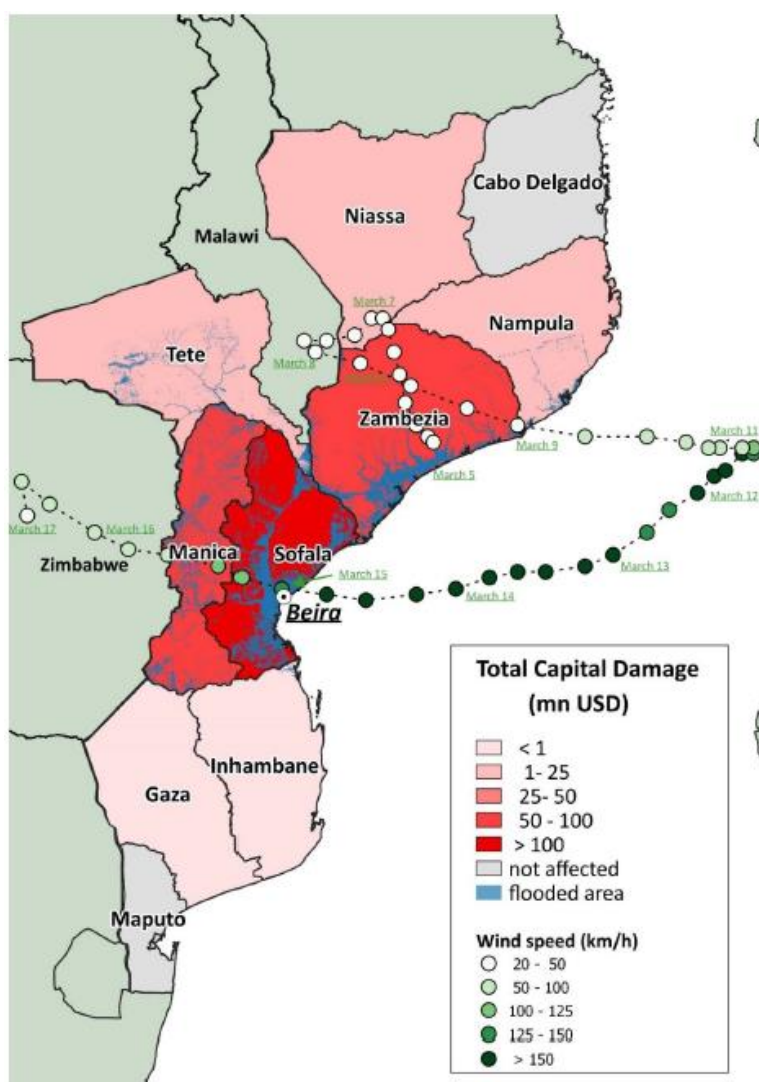 Cabo Delgado
Niassa
Malawi
March 7
Nampula
Tete
March 8
Zambezia
March 9
March 11
March 5
March 12
March 17
March 16
Manica
Sofala
Zimbabwe
March 13
March 15
March 14
Beira
Total Capital Damage
(mn USD)
< 1
1- 25
25- 50
50 - 100
> 100
not affected
flooded area
Inhambane
Gaza
Maputo
Wind speed (km/h)
20 - 50
50 - 100
100 - 125
125 - 150
> 150